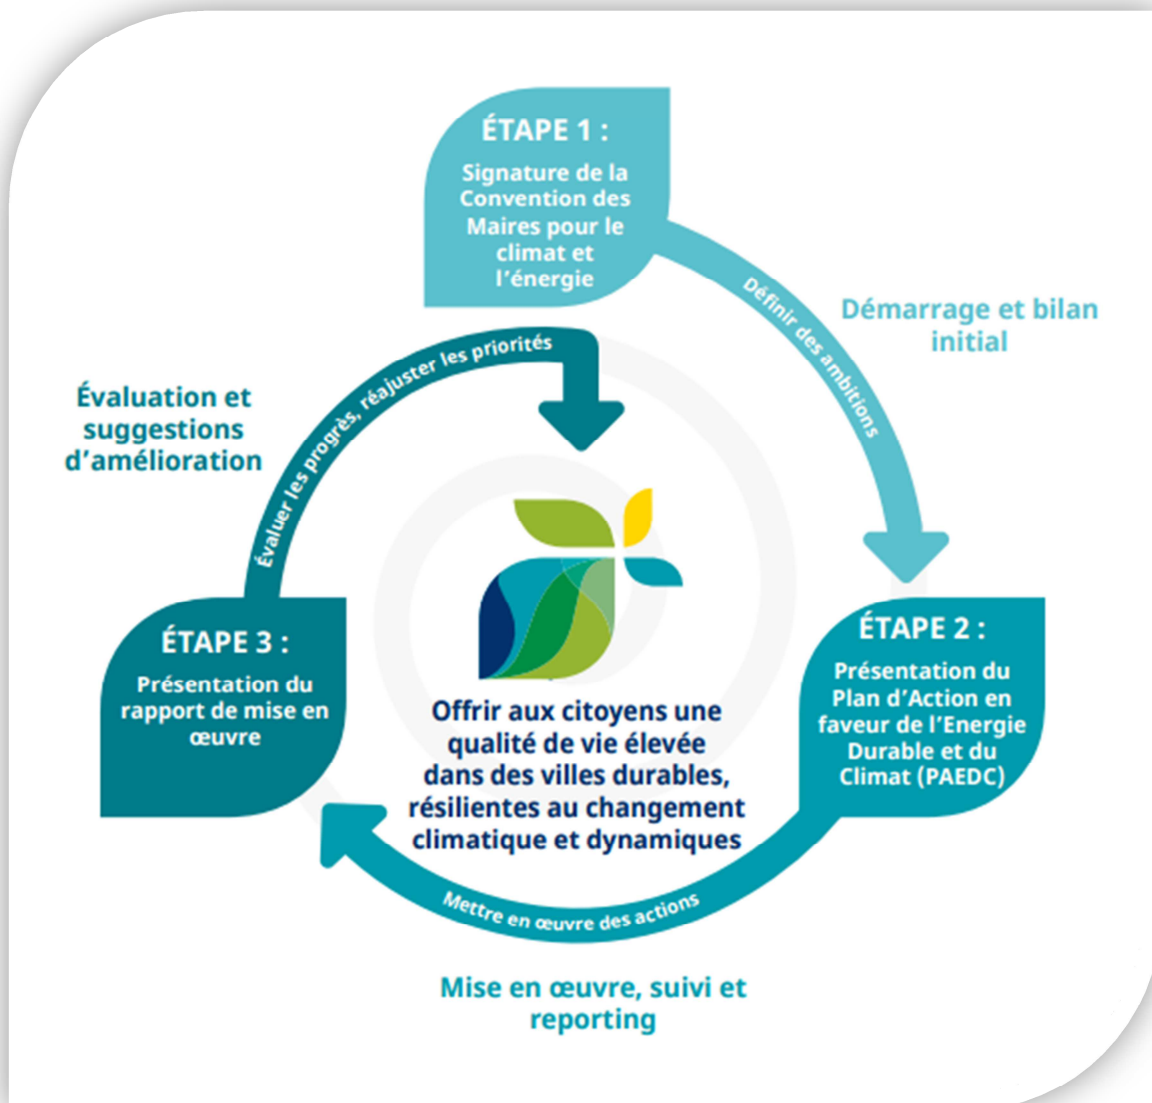 ÉTAPE 1 :
Signature de la
Convention des
Maires pour le
climat et
l’énergie
Définir des ambitions
Démarrage et bilan
initial
ÉTAPE 2 :
Présentation du
Plan d’Action en
faveur de l’Energie
Durable et du
Climat (PAEDC)
Mettre en œuvre des actions
Mise en œuvre, suivi et
reporting
ÉTAPE 3 :
Présentation du
rapport de mise en
œuvre
Évaluer les progrès, réajuster les priorités
Évaluation et
suggestions
d’amélioration
Offrir aux citoyens une
qualité de vie élevée
dans des villes durables,
résilientes au changement
climatique et dynamiques